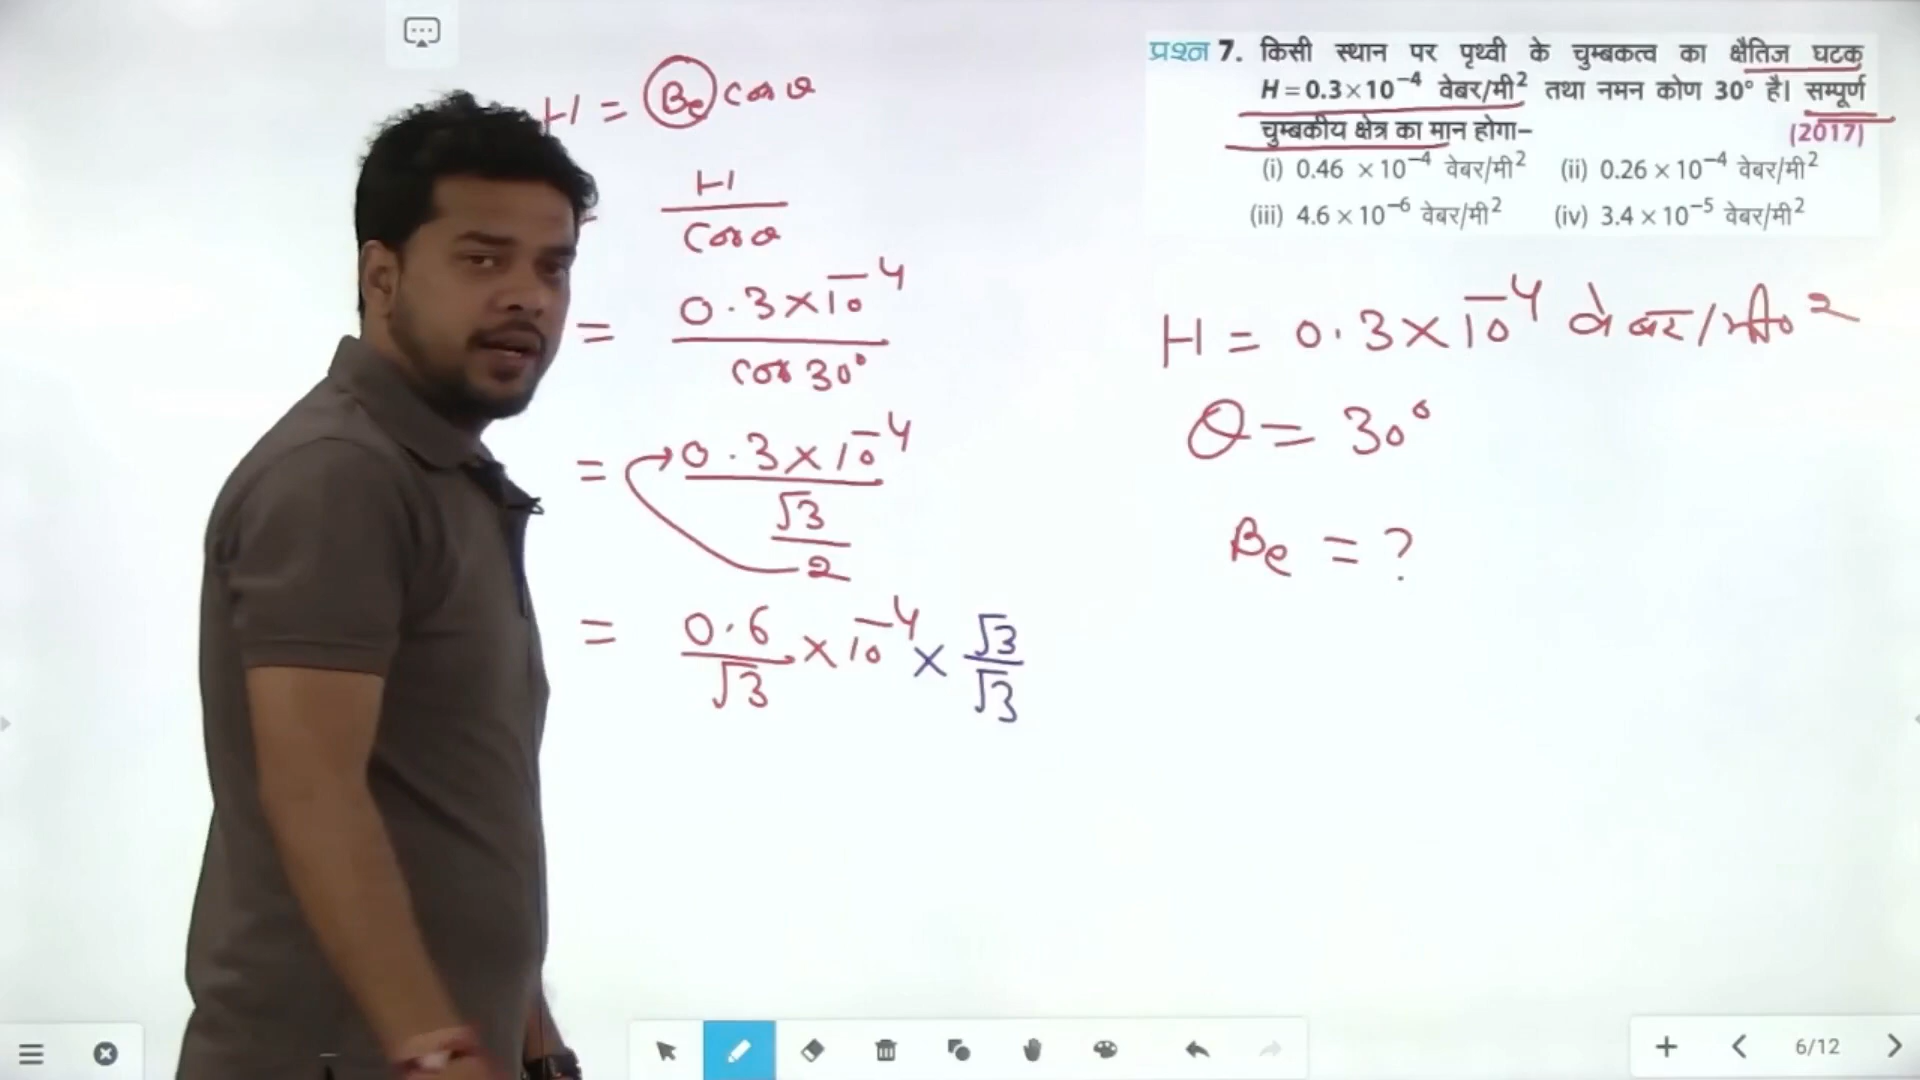 प्रश्न 7. किसी स्थान पर पृथ्वी के चुम्बकत्व का क्षैतिज घटक
H = 0.3×10⁻⁴ वेबर/मी² तथा नमन कोण 30° है। सम्पूर्ण
चुम्बकीय क्षेत्र का मान होगा– (2017)
(i) 0.46 × 10⁻⁴ वेबर/मी² (ii) 0.26 × 10⁻⁴ वेबर/मी²
(iii) 4.6 × 10⁻⁶ वेबर/मी² (iv) 3.4 × 10⁻⁵ वेबर/मी²
H = Be cos θ
= H / cos θ
= 0.3 × 10⁻⁴ / cos 30°
= 0.3 × 10⁻⁴ / √3 / 2
= 0.6 / √3 × 10⁻⁴ × √3 / √3
H = 0.3 × 10⁻⁴ वेबर/मी०²
θ = 30°
Be = ?
6/12